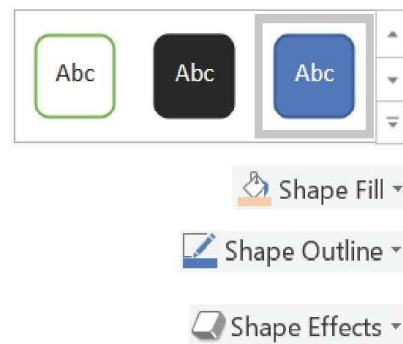 Abc Abc Abc
Shape Fill
Shape Outline
Shape Effects